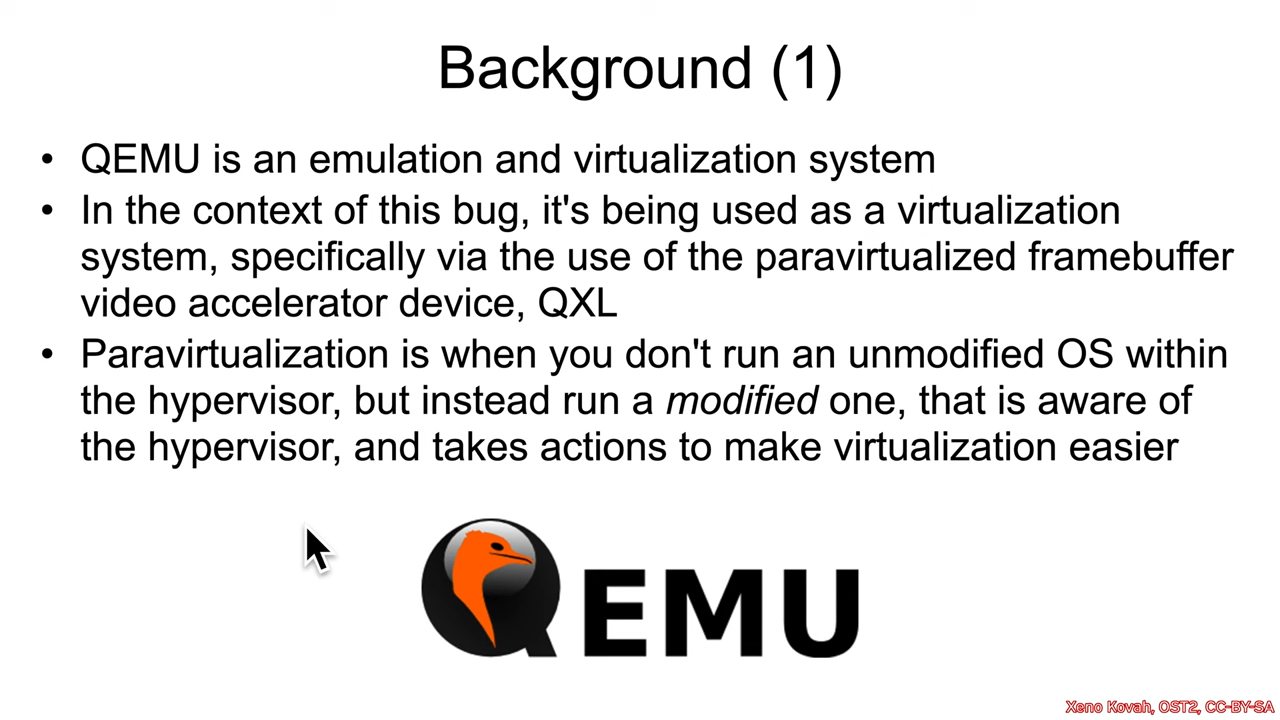 Background (1)
• QEMU is an emulation and virtualization system
• In the context of this bug, it's being used as a virtualization
system, specifically via the use of the paravirtualized framebuffer
video accelerator device, QXL
• Paravirtualization is when you don't run an unmodified OS within
the hypervisor, but instead run a modified one, that is aware of
the hypervisor, and takes actions to make virtualization easier
QEMU
Xeno Kovah, OST2, CC-BY-SA